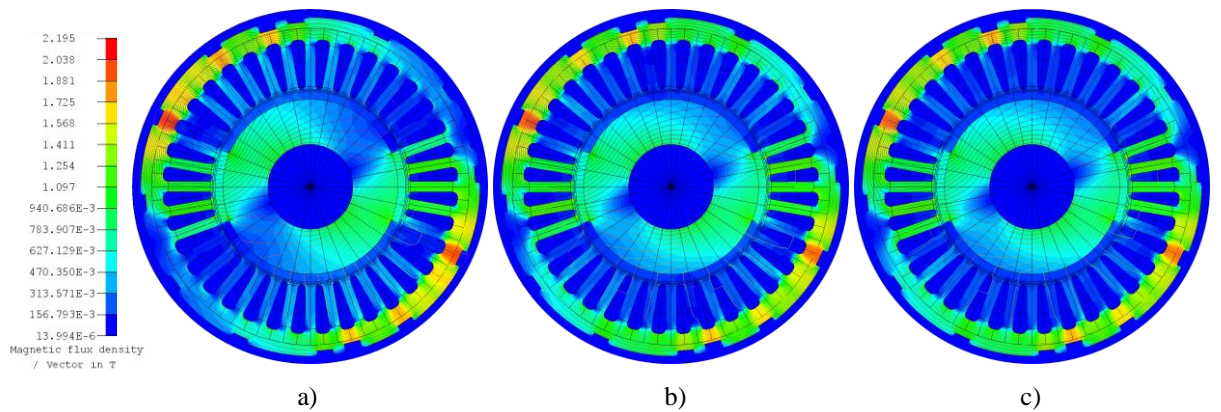 2.195
2.038
1.881
1.725
1.568
1.411
1.254
1.097
940.686E-3
783.907E-3
627.129E-3
470.350E-3
313.571E-3
156.793E-3
13.994E-6
Magnetic flux density
/ Vector in T
a)
b)
c)